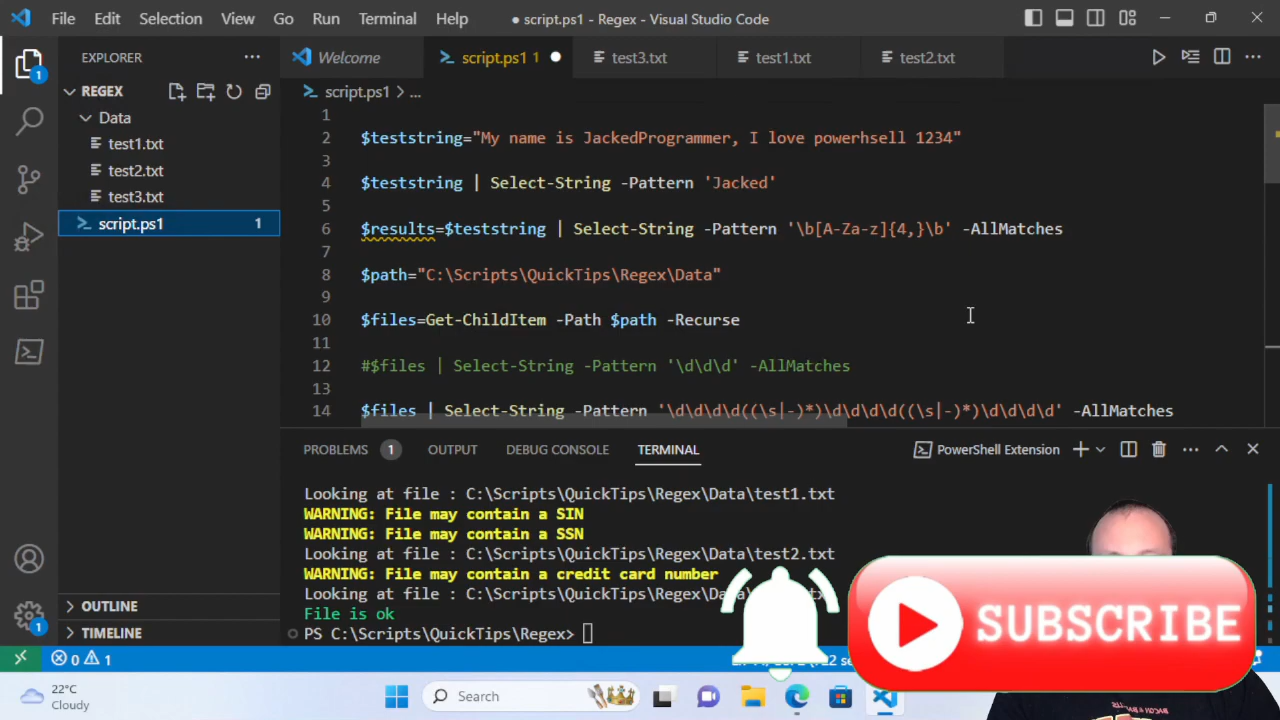 File Edit Selection View Go Run Terminal Help
● script.ps1 - Regex - Visual Studio Code
EXPLORER
REGEX
Data
test1.txt
test2.txt
test3.txt
script.ps1 1
OUTLINE
TIMELINE
1
1
Welcome
script.ps1 1
test3.txt
test1.txt
test2.txt
script.ps1 > ...
1
2 $teststring="My name is JackedProgrammer, I love powerhsell 1234"
3
4 $teststring | Select-String -Pattern 'Jacked'
5
6 $results=$teststring | Select-String -Pattern '\b[A-Za-z]{4,}\b' -AllMatches
7
8 $path="C:\Scripts\QuickTips\Regex\Data"
9
10 $files=Get-ChildItem -Path $path -Recurse
11
12 #$files | Select-String -Pattern '\d\d\d' -AllMatches
13
14 $files | Select-String -Pattern '\d\d\d\d((\s|-)*)\d\d\d\d((\s|-)*)\d\d\d\d' -AllMatches
PROBLEMS 1 OUTPUT DEBUG CONSOLE TERMINAL
PowerShell Extension
Looking at file : C:\Scripts\QuickTips\Regex\Data\test1.txt
WARNING: File may contain a SIN
WARNING: File may contain a SSN
Looking at file : C:\Scripts\QuickTips\Regex\Data\test2.txt
WARNING: File may contain a credit card number
Looking at file : C:\Scripts\QuickTips\Regex\
File is ok
PS C:\Scripts\QuickTips\Regex>
SUBSCRIBE
0 1
22°C
Cloudy
Search